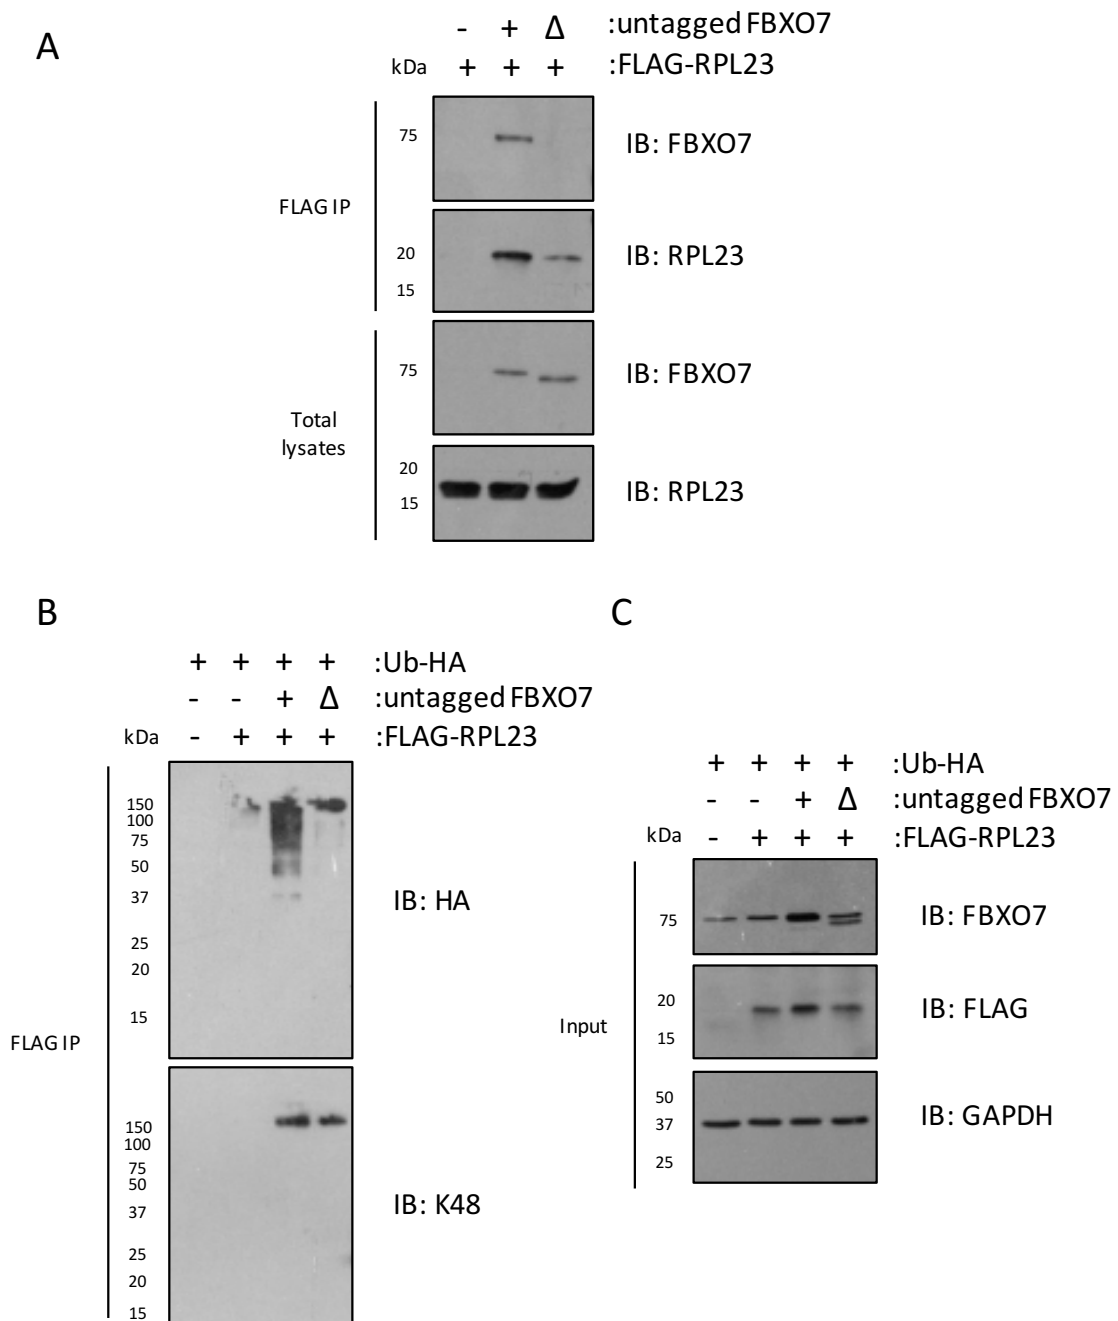 A
- + Δ :untagged FBXO7
kDa + + + :FLAG-RPL23
75 IB: FBXO7
FLAG IP
20 IB: RPL23
15
75 IB: FBXO7
Total
lysates
20
15 IB: RPL23
B
+ + + + :Ub-HA
- - + Δ :untagged FBXO7
kDa - + + + :FLAG-RPL23
150
100
75
50
37 IB: HA
25
20
15
FLAG IP
150
100
75
50
37 IB: K48
25
20
15
C
+ + + + :Ub-HA
- - + Δ :untagged FBXO7
kDa - + + + :FLAG-RPL23
75 IB: FBXO7
20 IB: FLAG
15
Input
50
37 IB: GAPDH
25